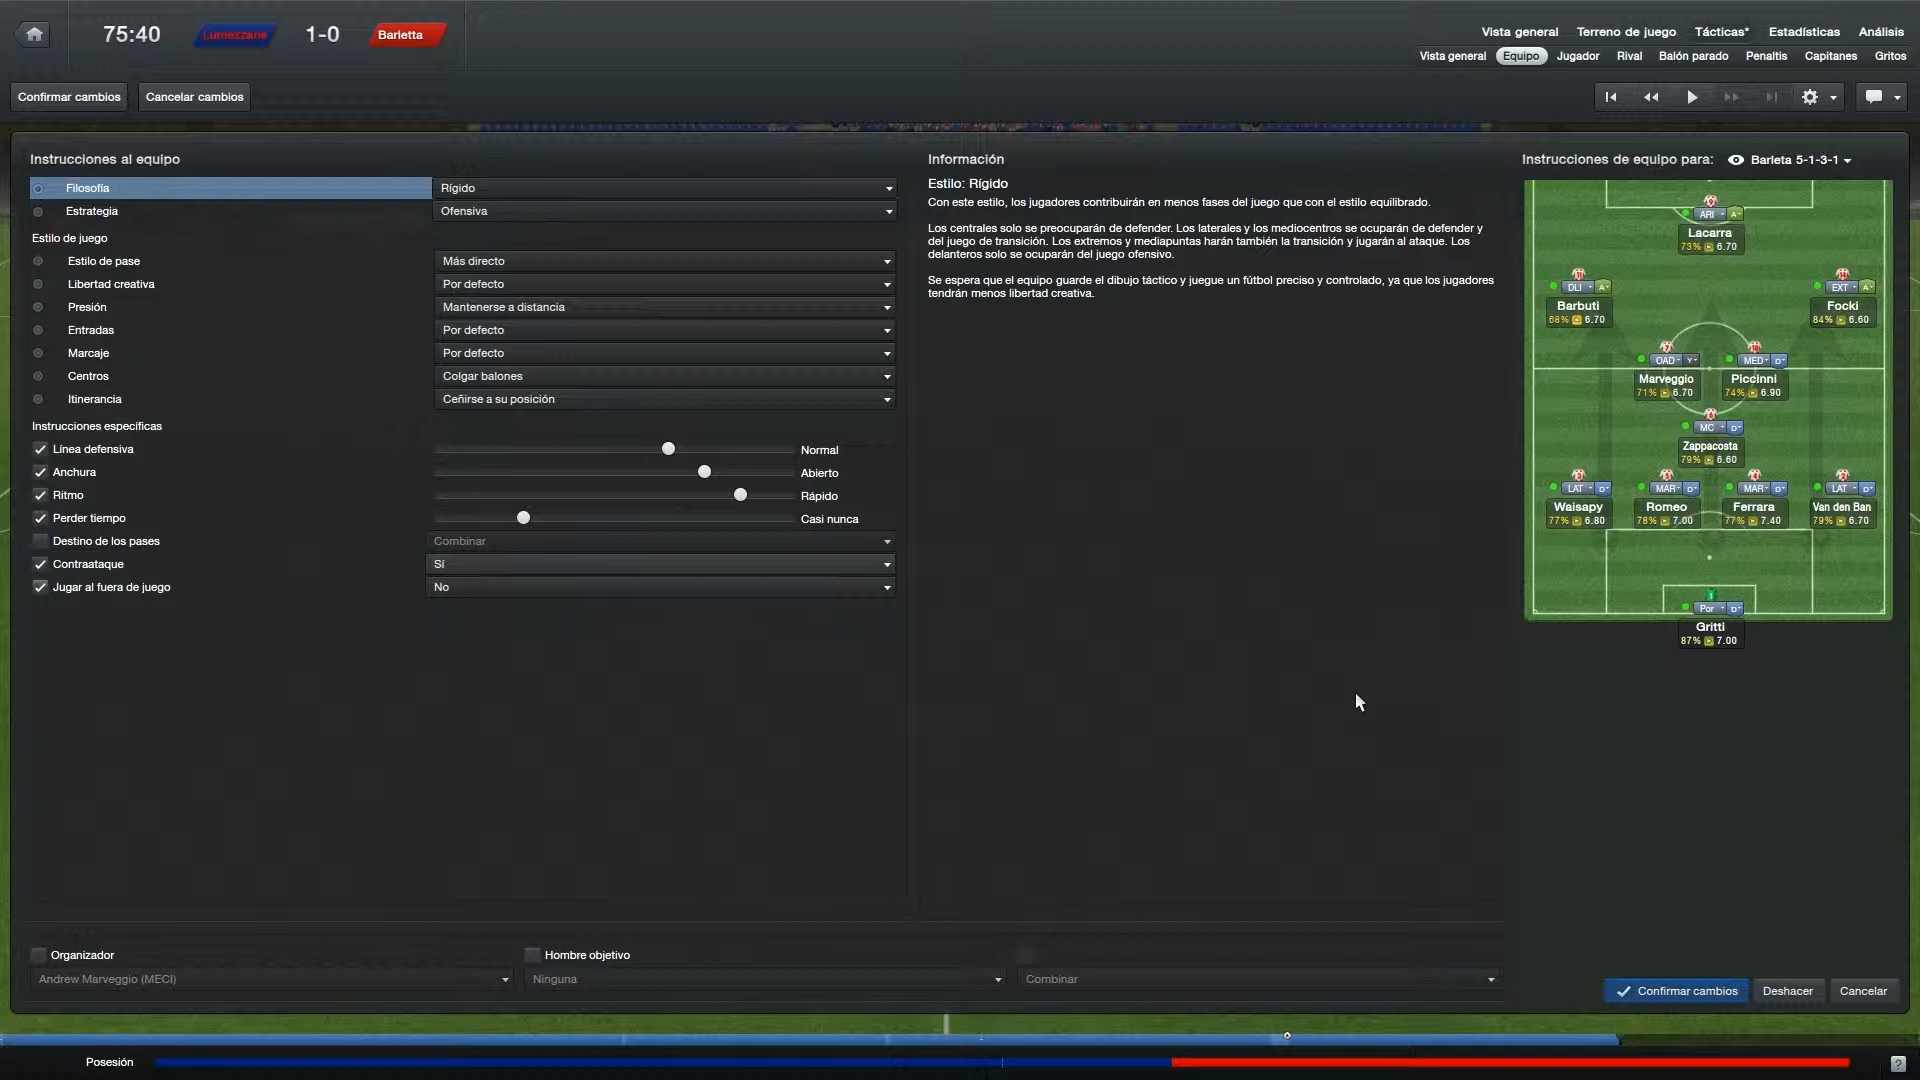 75:40
Lumezzane
1-0
Barletta
Vista general Terreno de juego Tácticas* Estadísticas Análisis
Vista general Equipo Jugador Rival Balón parado Penaltis Capitanes Gritos
Confirmar cambios Cancelar cambios
Instrucciones al equipo
Filosofía Rígido
Estrategia Ofensiva
Estilo de juego
Estilo de pase Más directo
Libertad creativa Por defecto
Presión Mantenerse a distancia
Entradas Por defecto
Marcaje Por defecto
Centros Colgar balones
Itinerancia Ceñirse a su posición
Instrucciones específicas
Línea defensiva Normal
Anchura Abierto
Ritmo Rápido
Perder tiempo Casi nunca
Destino de los pases Combinar
Contraataque Sí
Jugar al fuera de juego No
Información
Estilo: Rígido
Con este estilo, los jugadores contribuirán en menos fases del juego que con el estilo equilibrado.
Los centrales solo se preocuparán de defender. Los laterales y los mediocentros se ocuparán de defender y
del juego de transición. Los extremos y mediapuntas harán también la transición y jugarán al ataque. Los
delanteros solo se ocuparán del juego ofensivo.
Se espera que el equipo guarde el dibujo táctico y juegue un fútbol preciso y controlado, ya que los jugadores
tendrán menos libertad creativa.
Instrucciones de equipo para: Barleta 5-1-3-1
ARI A
Lacarra
73% 6.70
DLI A
Barbuti
68% 6.70
EXT A
Focki
84% 6.60
OAD Y
Marveggio
71% 6.70
MED D
Piccinni
74% 6.90
MC D
Zappacosta
79% 6.60
LAT D
Waisapy
77% 6.80
MAR D
Romeo
78% 7.00
MAR D
Ferrara
77% 7.40
LAT D
Van den Ban
79% 6.70
Por D
Gritti
87% 7.00
Organizador
Andrew Marveggio (MECI)
Hombre objetivo
Ninguna
Combinar
Confirmar cambios Deshacer Cancelar
Posesión
?